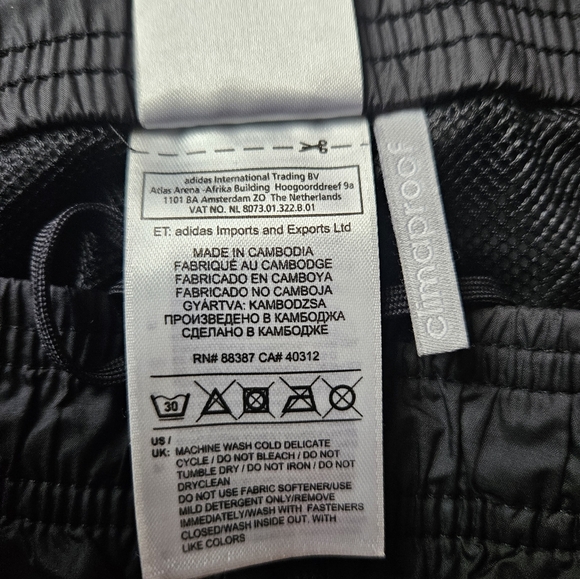 adidas International Trading BV
Atlas Arena -Afrika Building Hoogoorddreef 9a
1101 BA Amsterdam ZO The Netherlands
VAT NO. NL 8073.01.322.B.01
ET: adidas Imports and Exports Ltd
MADE IN CAMBODIA
FABRIQUÉ AU CAMBODGE
FABRICADO EN CAMBOYA
FABRICADO NO CAMBOJA
GYÁRTVA: KAMBODZSA
ПРОИЗВЕДЕНО В КАМБОДЖА
СДЕЛАНО В КАМБОДЖЕ
RN# 88387 CA# 40312
30
US /
UK: MACHINE WASH COLD DELICATE
CYCLE / DO NOT BLEACH / DO NOT
TUMBLE DRY / DO NOT IRON / DO NOT
DRYCLEAN
DO NOT USE FABRIC SOFTENER/USE
MILD DETERGENT ONLY/REMOVE
IMMEDIATELY/WASH WITH FASTENERS
CLOSED/WASH INSIDE OUT. WITH
LIKE COLORS
climaproof